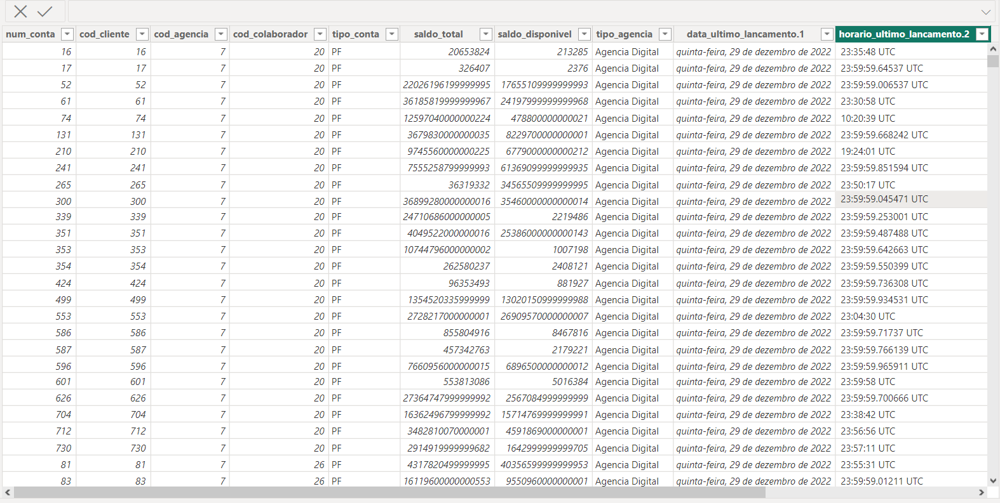 num_conta cod_cliente cod_agencia cod_colaborador tipo_conta saldo_total saldo_disponivel tipo_agencia data_ultimo_lancamento.1 horario_ultimo_lancamento.2
16 16 7 20 PF 20653824 213285 Agencia Digital quinta-feira, 29 de dezembro de 2022 23:35:48 UTC
17 17 7 20 PF 326407 2376 Agencia Digital quinta-feira, 29 de dezembro de 2022 23:59:59.64537 UTC
52 52 7 20 PF 22026196199999995 17655109999999993 Agencia Digital quinta-feira, 29 de dezembro de 2022 23:59:59.006537 UTC
61 61 7 20 PF 36185819999999967 24197999999999968 Agencia Digital quinta-feira, 29 de dezembro de 2022 23:30:58 UTC
74 74 7 20 PF 12597040000000224 478800000000021 Agencia Digital quinta-feira, 29 de dezembro de 2022 10:20:39 UTC
131 131 7 20 PF 3679830000000035 8229700000000001 Agencia Digital quinta-feira, 29 de dezembro de 2022 23:59:59.668242 UTC
210 210 7 20 PF 9745560000000225 6779000000000212 Agencia Digital quinta-feira, 29 de dezembro de 2022 19:24:01 UTC
241 241 7 20 PF 7555258799999993 61369099999999935 Agencia Digital quinta-feira, 29 de dezembro de 2022 23:59:59.851594 UTC
265 265 7 20 PF 36319332 34565509999999995 Agencia Digital quinta-feira, 29 de dezembro de 2022 23:50:17 UTC
300 300 7 20 PF 36899280000000016 35460000000000014 Agencia Digital quinta-feira, 29 de dezembro de 2022 23:59:59.045471 UTC
339 339 7 20 PF 24710686000000005 2219486 Agencia Digital quinta-feira, 29 de dezembro de 2022 23:59:59.253001 UTC
351 351 7 20 PF 4049522000000016 25386000000000143 Agencia Digital quinta-feira, 29 de dezembro de 2022 23:59:59.487488 UTC
353 353 7 20 PF 10744796000000002 1007198 Agencia Digital quinta-feira, 29 de dezembro de 2022 23:59:59.642663 UTC
354 354 7 20 PF 262580237 2408121 Agencia Digital quinta-feira, 29 de dezembro de 2022 23:59:59.550399 UTC
424 424 7 20 PF 96353493 881927 Agencia Digital quinta-feira, 29 de dezembro de 2022 23:59:59.736308 UTC
499 499 7 20 PF 1354520335999999 13020150999999988 Agencia Digital quinta-feira, 29 de dezembro de 2022 23:59:59.934531 UTC
553 553 7 20 PF 2728217000000001 26909570000000007 Agencia Digital quinta-feira, 29 de dezembro de 2022 23:04:30 UTC
586 586 7 20 PF 855804916 8467816 Agencia Digital quinta-feira, 29 de dezembro de 2022 23:59:59.71737 UTC
587 587 7 20 PF 457342763 2179221 Agencia Digital quinta-feira, 29 de dezembro de 2022 23:59:59.766139 UTC
596 596 7 20 PF 7660956000000015 6896500000000012 Agencia Digital quinta-feira, 29 de dezembro de 2022 23:59:59.965911 UTC
601 601 7 20 PF 553813086 5016384 Agencia Digital quinta-feira, 29 de dezembro de 2022 23:59:58 UTC
626 626 7 20 PF 27364747999999992 2567084999999999 Agencia Digital quinta-feira, 29 de dezembro de 2022 23:59:59.700666 UTC
704 704 7 20 PF 16362496799999992 15714769999999991 Agencia Digital quinta-feira, 29 de dezembro de 2022 23:38:42 UTC
712 712 7 20 PF 3482810070000001 4591869000000001 Agencia Digital quinta-feira, 29 de dezembro de 2022 23:56:56 UTC
730 730 7 20 PF 2914919999999682 1642999999999705 Agencia Digital quinta-feira, 29 de dezembro de 2022 23:57:11 UTC
81 81 7 26 PF 4317820499999995 40356599999999953 Agencia Digital quinta-feira, 29 de dezembro de 2022 23:55:31 UTC
83 83 7 26 PF 16119600000000553 9550960000000001 Agencia Digital quinta-feira, 29 de dezembro de 2022 23:59:59.01211 UTC